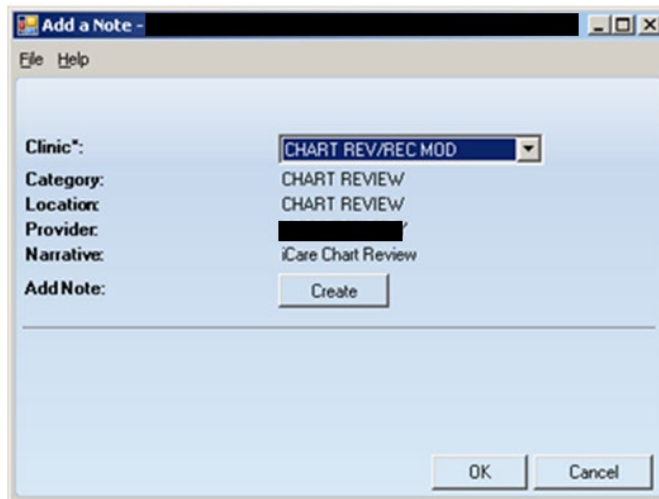 Add a Note -
File Help
Clinic*: CHART REV/REC MOD
Category: CHART REVIEW
Location: CHART REVIEW
Provider:
Narrative: iCare Chart Review
Add Note: Create
OK Cancel